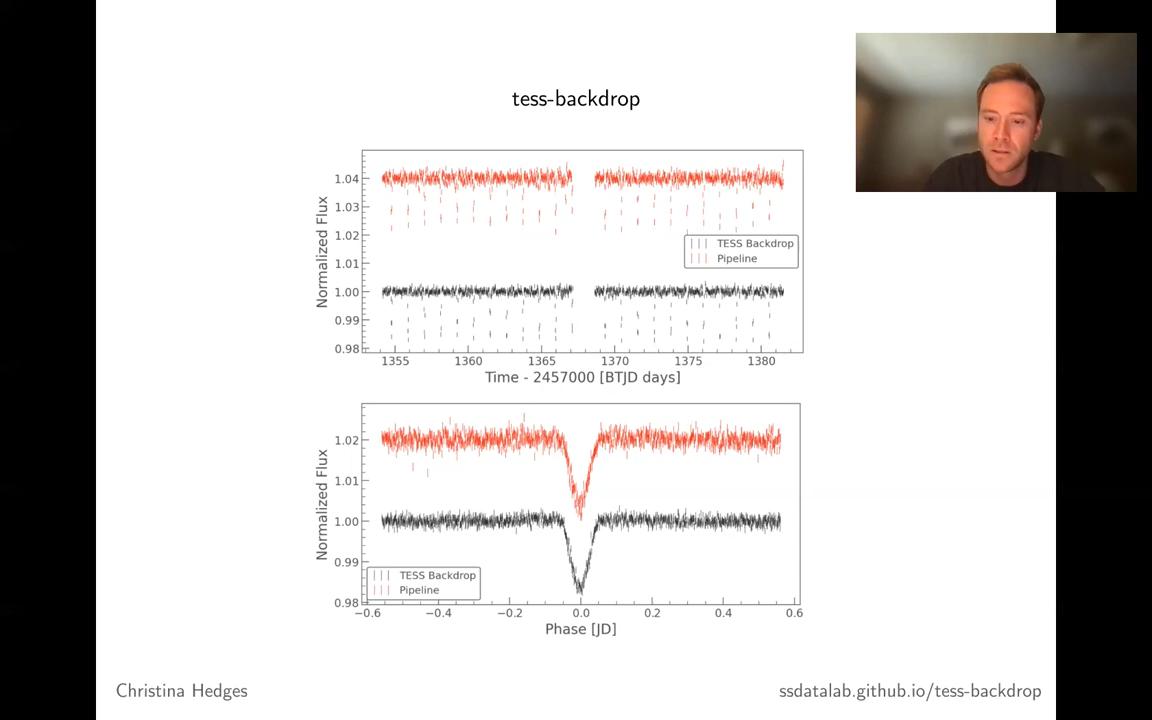 tess-backdrop
1.04
1.03
1.02
1.01
1.00
0.99
0.98
Normalized Flux
TESS Backdrop
Pipeline
1355 1360 1365 1370 1375 1380
Time - 2457000 [BTJD days]
1.02
1.01
1.00
0.99
0.98
Normalized Flux
TESS Backdrop
Pipeline
−0.6 −0.4 −0.2 0.0 0.2 0.4 0.6
Phase [JD]
Christina Hedges
ssdatalab.github.io/tess-backdrop